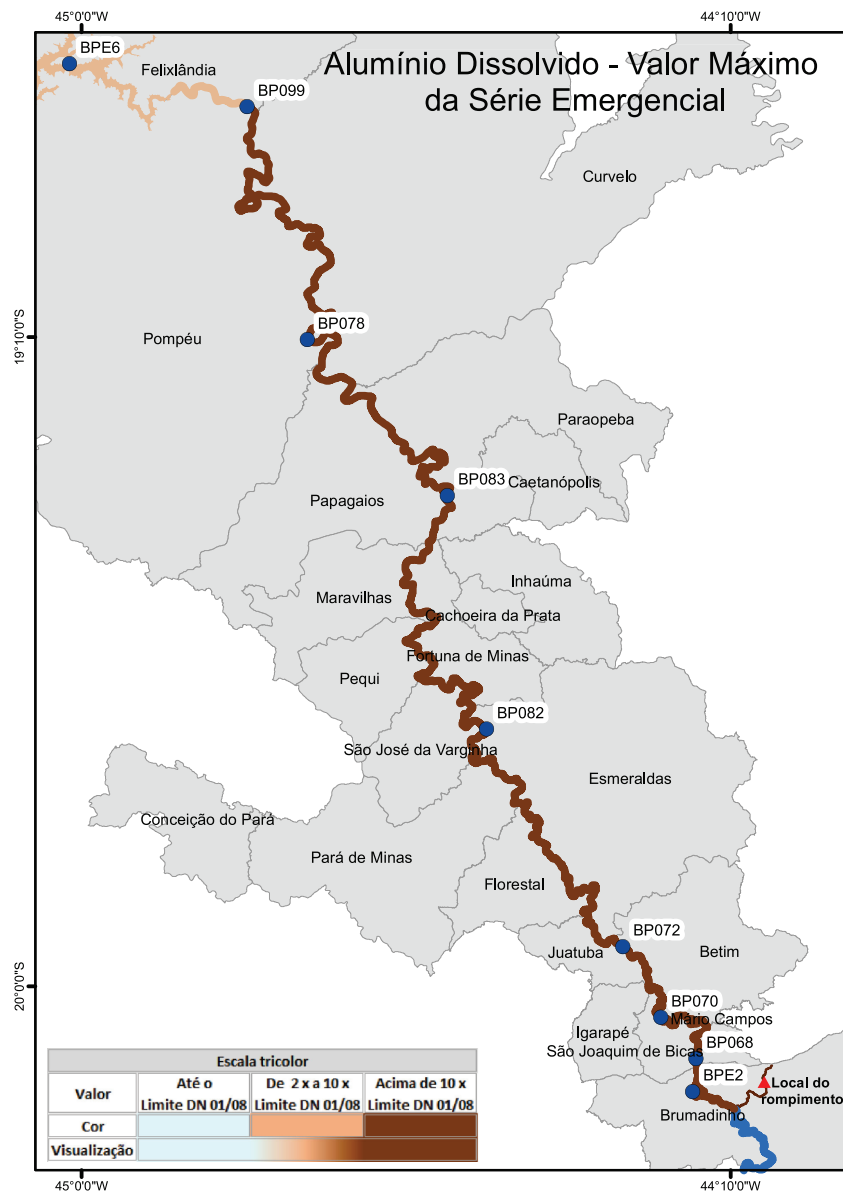 45°0'0"
44°10'0"
Alumínio Dissolvido - Valor Máximo
da Série Emergencial
BPE6
Felixlândia
BP099
Curvelo
BP078
Pompéu
19°10'0"S
Paraopeba
BP083
Caetanópolis
Papagaios
Inhaúma
Maravilhas
Cachoeira da Prata
Fortuna de Minas
Pequi
BP082
São José da Varginha
Esmeraldas
Conceição do Pará
Pará de Minas
Florestal
BP072
Juatuba
Betim
20°0'0"S
BP070
Mário Campos
Igarapé
BP068
São Joaquim de Bicas
BPE2
Local do
rompimento
Brumadinho
Escala tricolor
Valor
Até o
Limite DN 01/08
De 2 x a 10 x
Limite DN 01/08
Acima de 10 x
Limite DN 01/08
Cor
Visualização
45°0'0"
44°10'0"